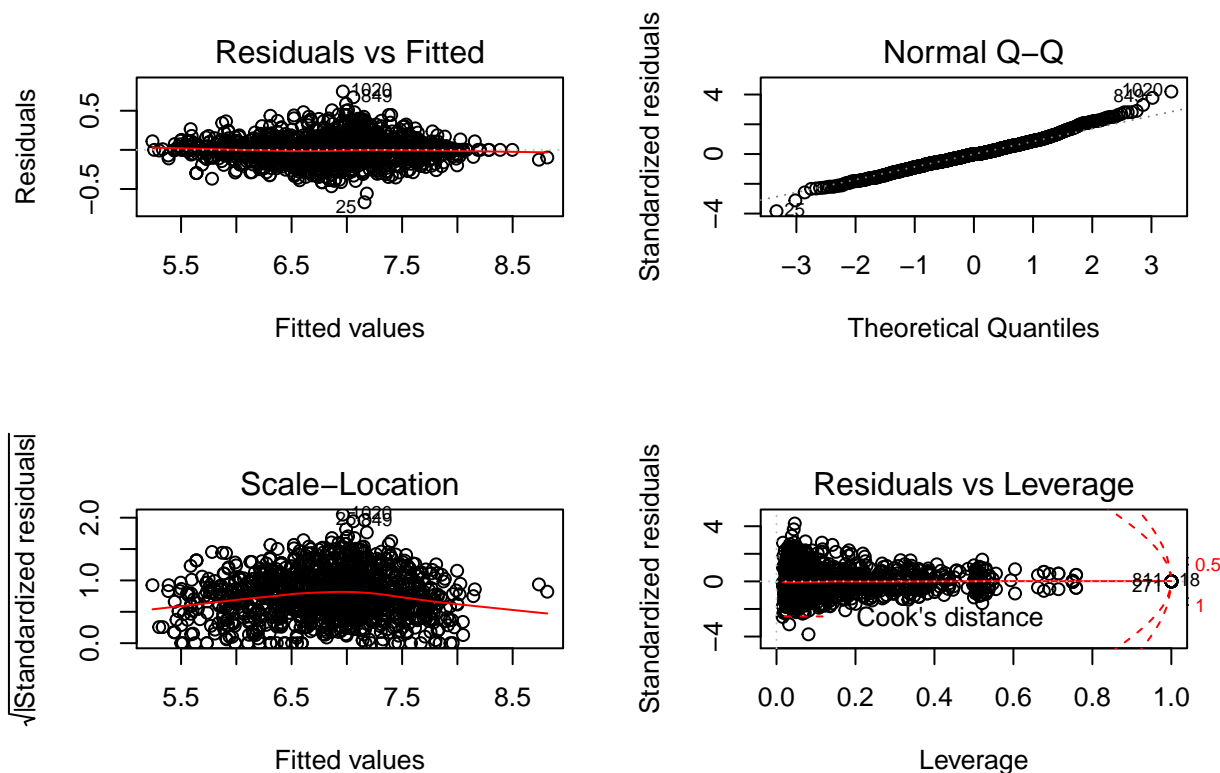 Residuals vs Fitted
Residuals
0.5
−0.5
1020
849
25
5.5 6.5 7.5 8.5
Fitted values
Normal Q−Q
Standardized residuals
4
0
−4
1020
849
25
−3 −2 −1 0 1 2 3
Theoretical Quantiles
Scale−Location
√|Standardized residuals|
2.0
1.0
0.0
1020
849
5.5 6.5 7.5 8.5
Fitted values
Residuals vs Leverage
Standardized residuals
4
0
−4
0.5
1
18
Cook's distance
0.0 0.2 0.4 0.6 0.8 1.0
Leverage